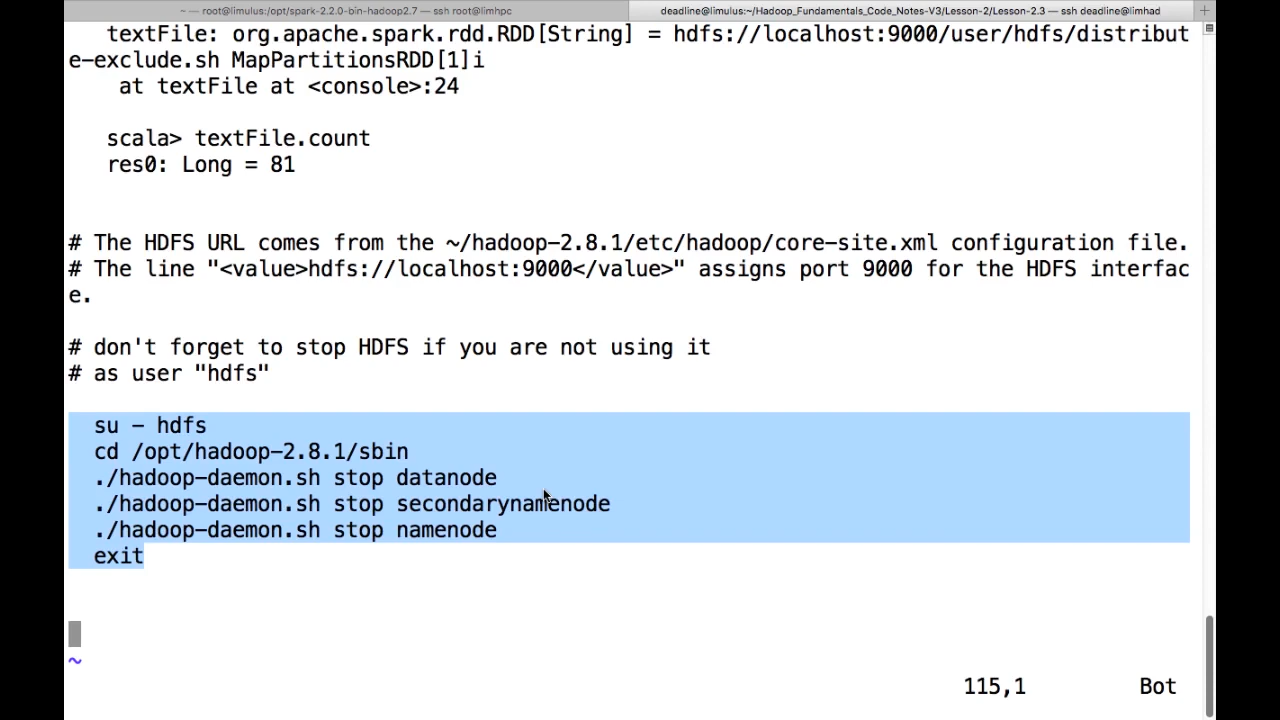 ~ — root@limulus:/opt/spark-2.2.0-bin-hadoop2.7 — ssh root@limhpc
deadline@limulus:~/Hadoop_Fundamentals_Code_Notes-V3/Lesson-2/Lesson-2.3 — ssh deadline@limhad
+
textFile: org.apache.spark.rdd.RDD[String] = hdfs://localhost:9000/user/hdfs/distribut
e-exclude.sh MapPartitionsRDD[1]i
at textFile at <console>:24
scala> textFile.count
res0: Long = 81
# The HDFS URL comes from the ~/hadoop-2.8.1/etc/hadoop/core-site.xml configuration file.
# The line "<value>hdfs://localhost:9000</value>" assigns port 9000 for the HDFS interfac
e.
# don't forget to stop HDFS if you are not using it
# as user "hdfs"
su - hdfs
cd /opt/hadoop-2.8.1/sbin
./hadoop-daemon.sh stop datanode
./hadoop-daemon.sh stop secondarynamenode
./hadoop-daemon.sh stop namenode
exit
~
115,1 Bot